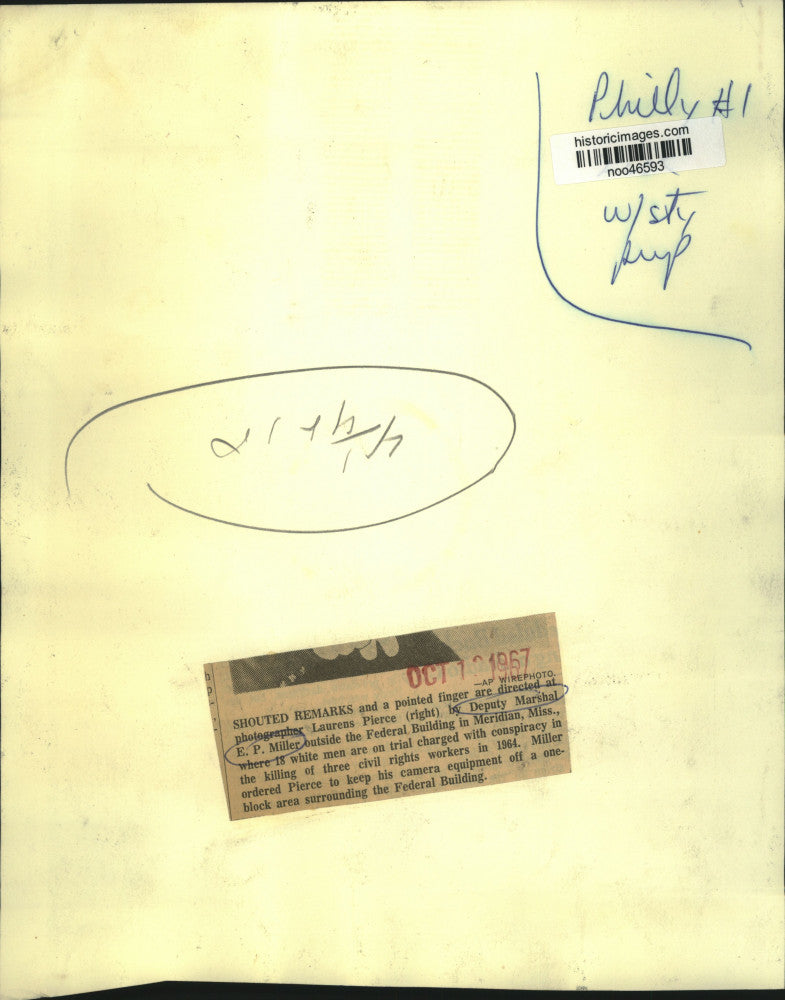 Philly #1
historicimages.com
noo46593
w/sty
OCT 1 1967
—AP WIREPHOTO.
SHOUTED REMARKS and a pointed finger are directed at
photographer Laurens Pierce (right) by Deputy Marshal
E. P. Miller outside the Federal Building in Meridian, Miss.,
where 18 white men are on trial charged with conspiracy in
the killing of three civil rights workers in 1964. Miller
ordered Pierce to keep his camera equipment off a one-
block area surrounding the Federal Building.